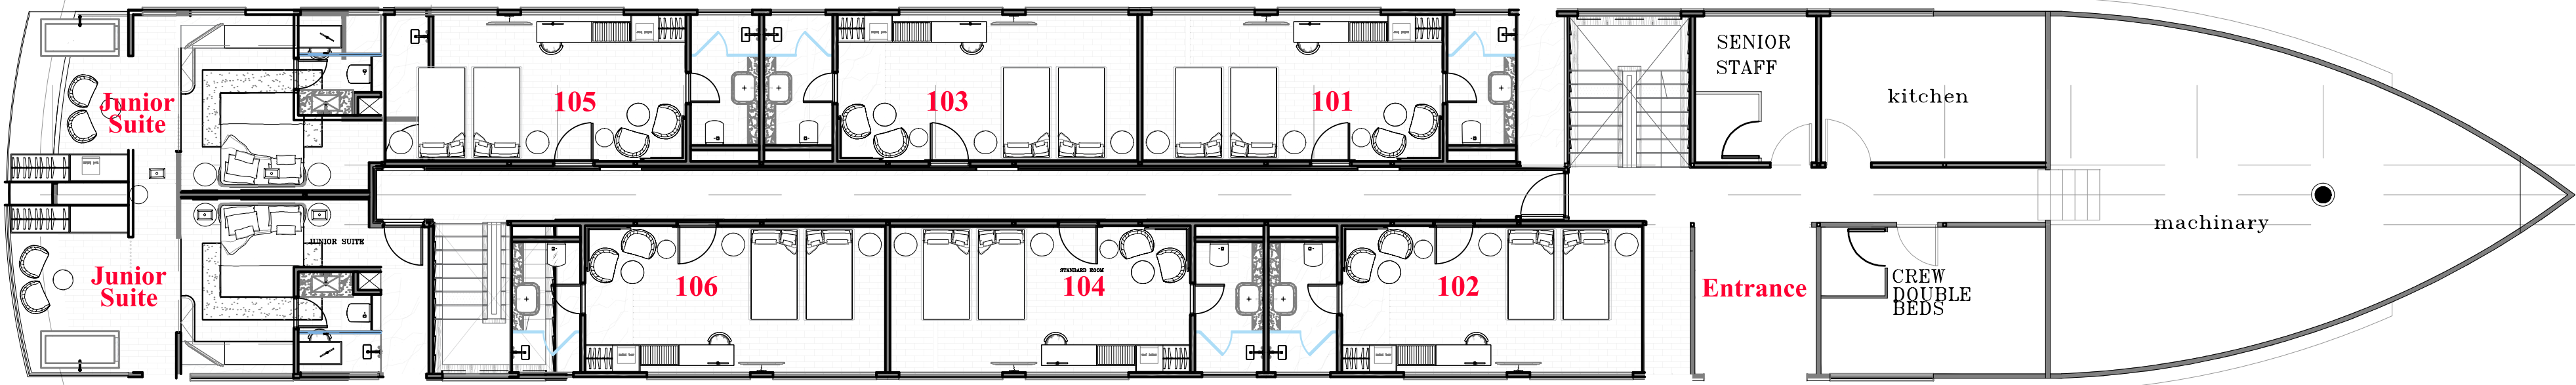 SENIOR
STAFF
kitchen
Junior
Suite
105
103
101
machinary
JUNIOR SUITE
Junior
Suite
106
STANDARD ROOM
104
102
Entrance
CREW
DOUBLE
BEDS